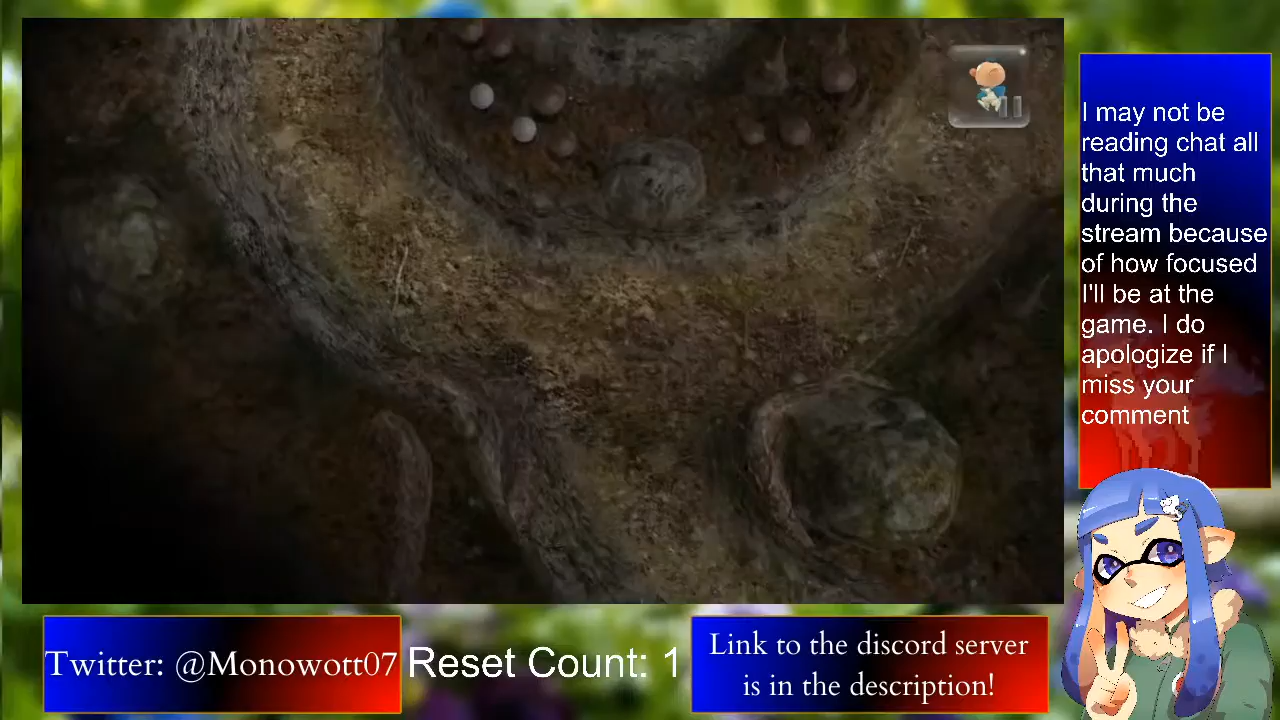 I may not be
reading chat all
that much
during the
stream because
of how focused
I'll be at the
game. I do
apologize if I
miss your
comment
Twitter: @Monowott07
Reset Count: 1
Link to the discord server
is in the description!